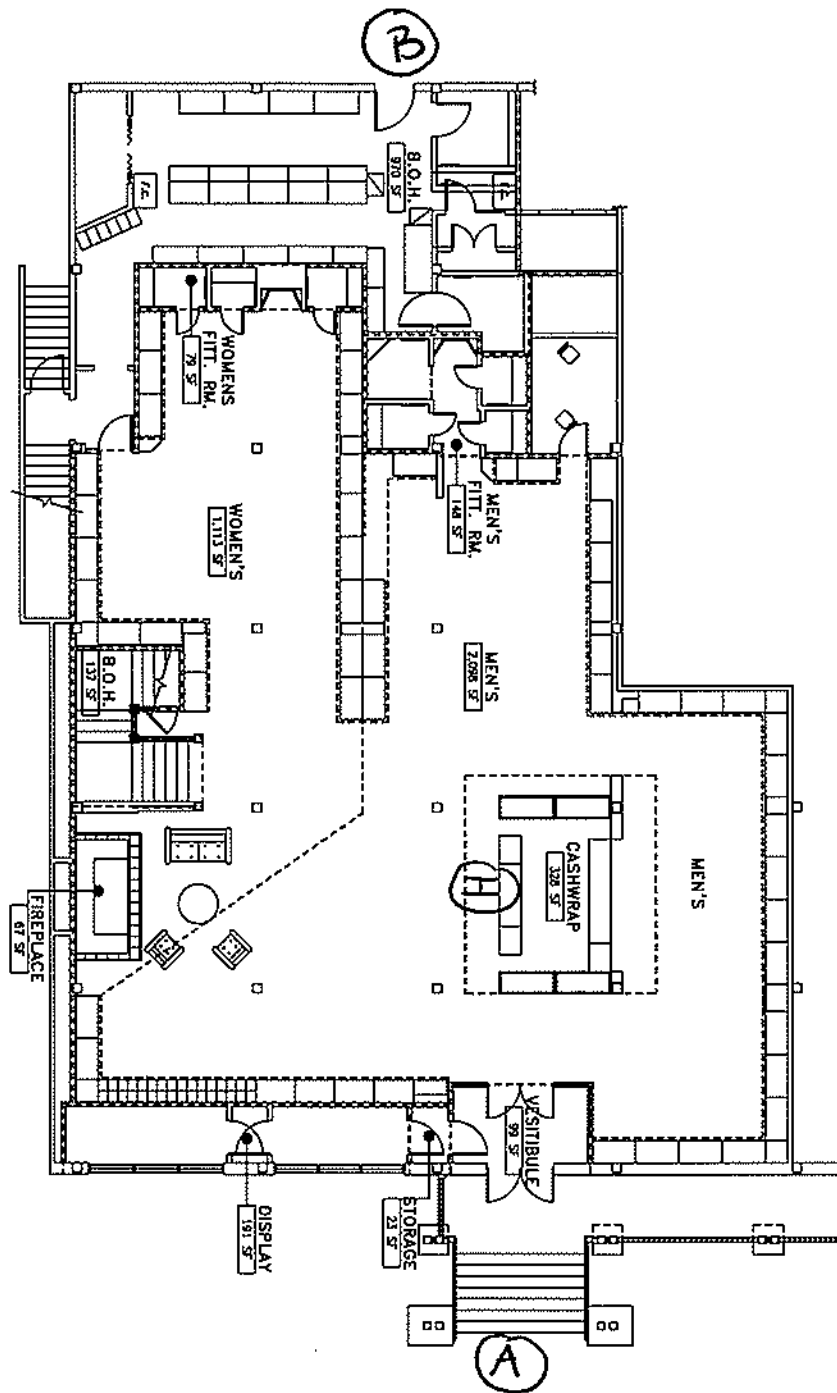 B
B.O.H.
970 SF
F.E.
F.E.
WOMENS
FITT. RM.
79 SF
MEN'S
FITT. RM.
148 SF
WOMEN'S
1,113 SF
MEN'S
2,098 SF
B.O.H.
137 SF
CASHWRAP
328 SF
H
MEN'S
FIREPLACE
67 SF
VESITIBULE
99 SF
STORAGE
23 SF
DISPLAY
191 SF
A